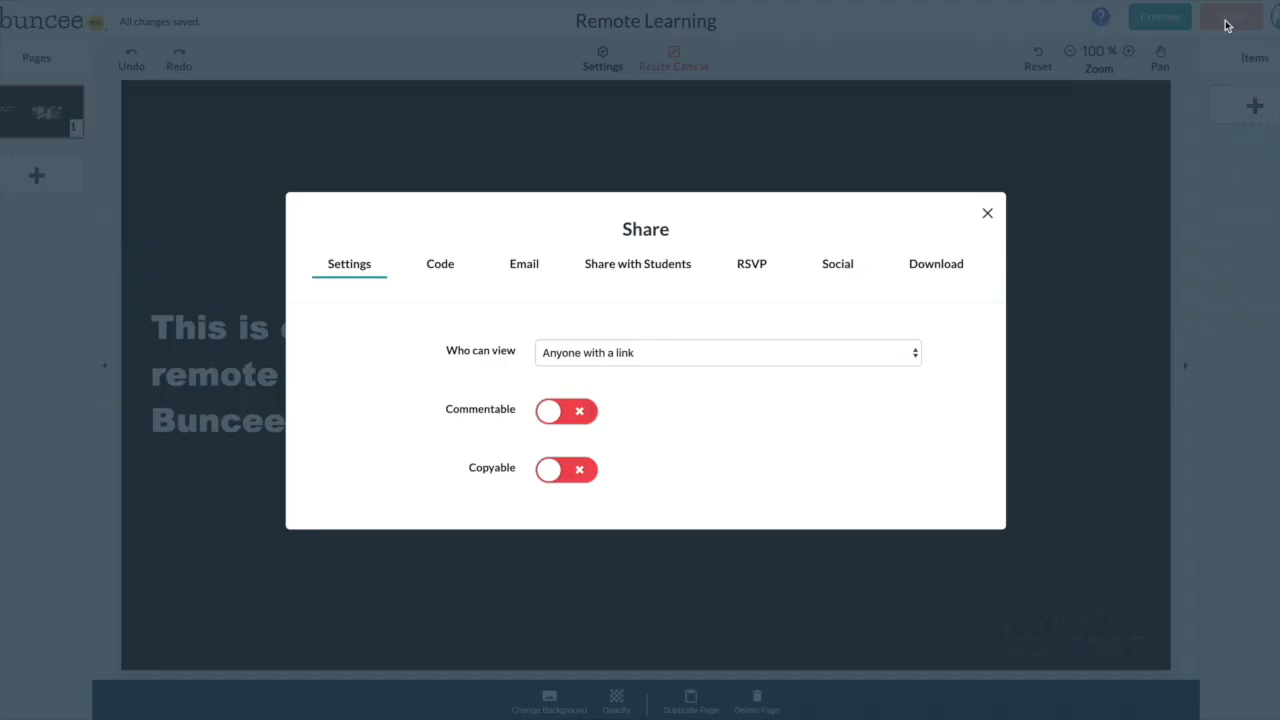 buncee
All changes saved.
Remote Learning
?
Preview
Pages
Undo
Redo
Settings
Resize Canvas
Reset
100 %
Zoom
Pan
Items
1
Share
Settings
Code
Email
Share with Students
RSVP
Social
Download
Who can view
Anyone with a link
Commentable
Copyable
This is
remote
Buncee
Change Background
Opacity
Duplicate Page
Delete Page